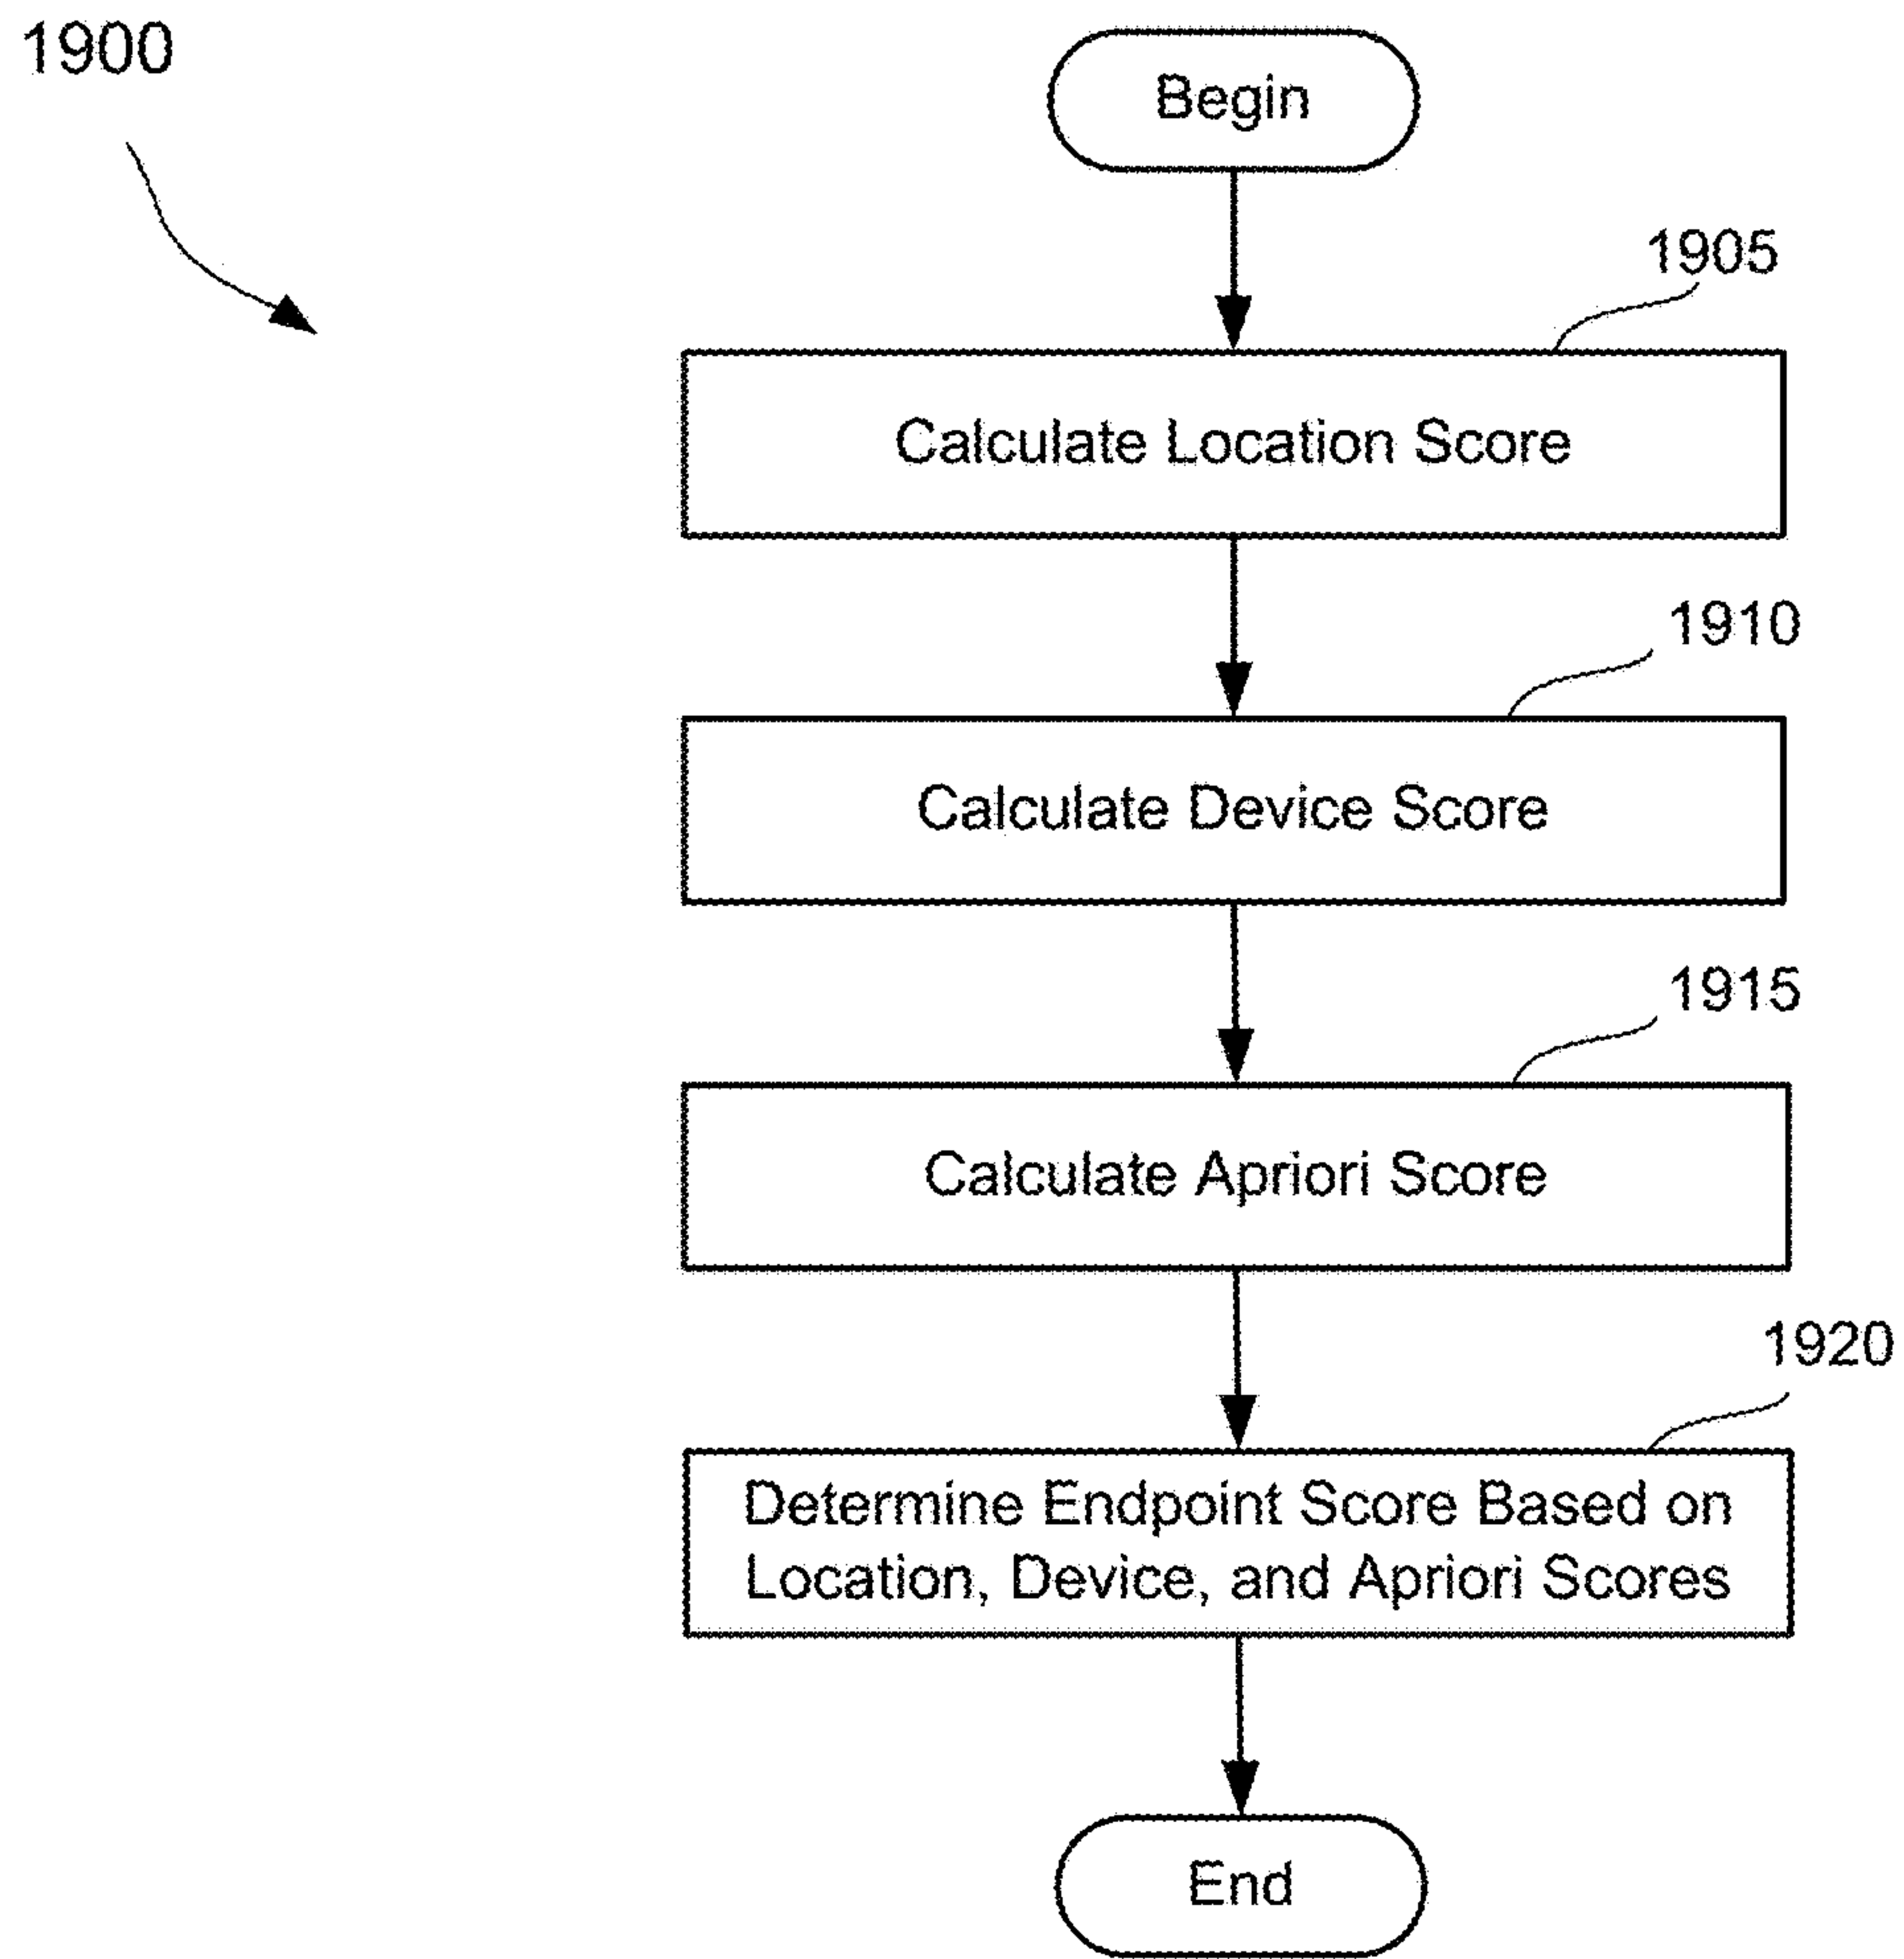 1900
Begin
1905
Calculate Location Score
1910
Calculate Device Score
1915
Calculate Apriori Score
1920
Determine Endpoint Score Based on
Location, Device, and Apriori Scores
End